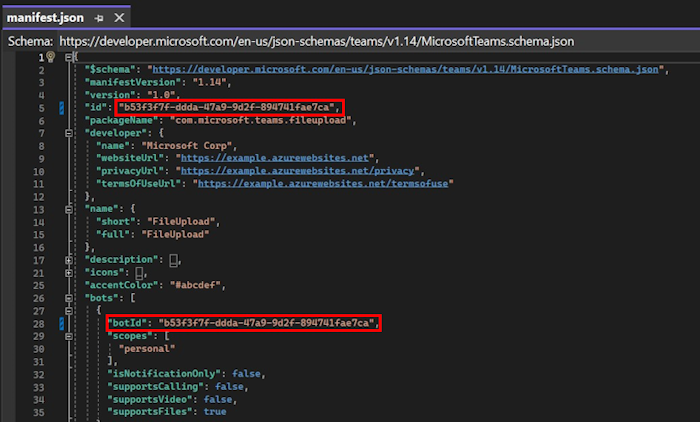 manifest.json
Schema: https://developer.microsoft.com/en-us/json-schemas/teams/v1.14/MicrosoftTeams.schema.json
1 {
2 "$schema": "https://developer.microsoft.com/en-us/json-schemas/teams/v1.14/MicrosoftTeams.schema.json",
3 "manifestVersion": "1.14",
4 "version": "1.0",
5 "id": "b53f3f7f-ddda-47a9-9d2f-894741fae7ca",
6 "packageName": "com.microsoft.teams.fileupload",
7 "developer": {
8 "name": "Microsoft Corp",
9 "websiteUrl": "https://example.azurewebsites.net",
10 "privacyUrl": "https://example.azurewebsites.net/privacy",
11 "termsOfUseUrl": "https://example.azurewebsites.net/termsofuse"
12 },
13 "name": {
14 "short": "FileUpload",
15 "full": "FileUpload"
16 },
17 "description": {...},
21 "icons": {...},
25 "accentColor": "#abcdef",
26 "bots": [
27 {
28 "botId": "b53f3f7f-ddda-47a9-9d2f-894741fae7ca",
29 "scopes": [
30 "personal"
31 ],
32 "isNotificationOnly": false,
33 "supportsCalling": false,
34 "supportsVideo": false,
35 "supportsFiles": true